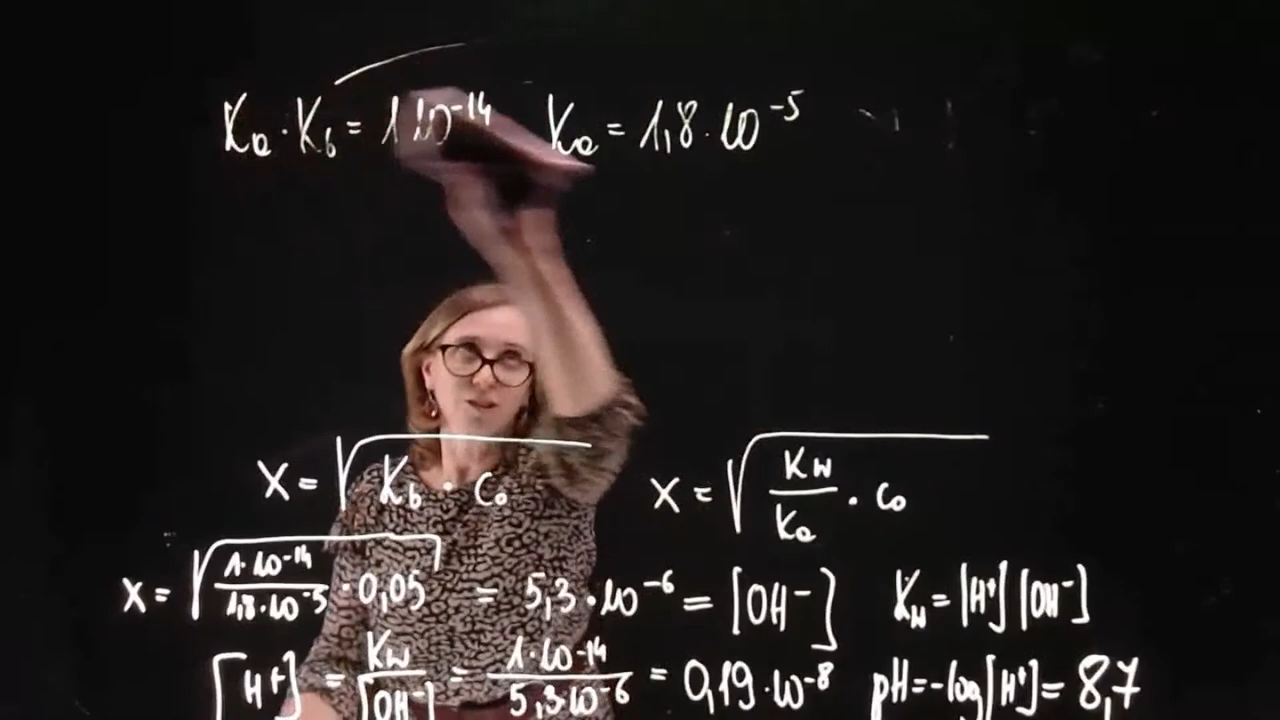 Ka · Kb = 1 10⁻¹⁴ Ka = 1,8 · 10⁻⁵
X = √(Kb · c₀) X = √(Kw/Ka · c₀)
X = √(1·10⁻¹⁴/1,8·10⁻⁵ · 0,05) = 5,3 · 10⁻⁶ = [OH⁻] Kw = [H⁺] [OH⁻]
[H⁺] = Kw/[OH⁻] = 1·10⁻¹⁴/5,3·10⁻⁶ = 0,19·10⁻⁸ pH = -log[H⁺] = 8,7